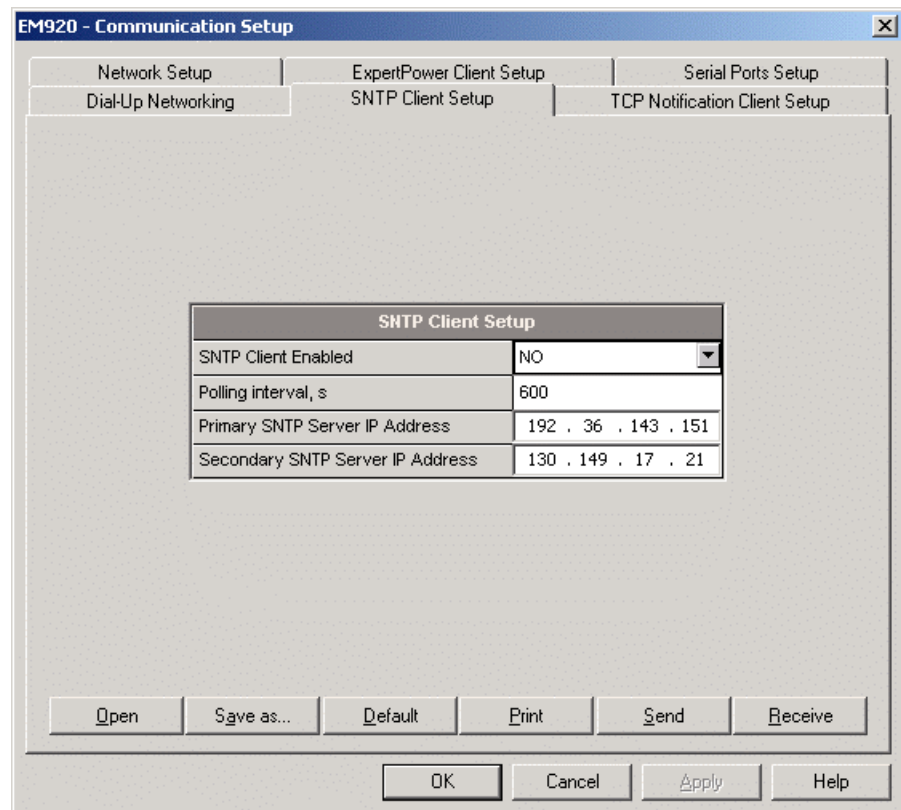 EM920 - Communication Setup
Network Setup ExpertPower Client Setup Serial Ports Setup
Dial-Up Networking SNTP Client Setup TCP Notification Client Setup
SNTP Client Setup
SNTP Client Enabled NO
Polling interval, s 600
Primary SNTP Server IP Address 192 . 36 . 143 . 151
Secondary SNTP Server IP Address 130 . 149 . 17 . 21
Open Save as... Default Print Send Receive
OK Cancel Apply Help